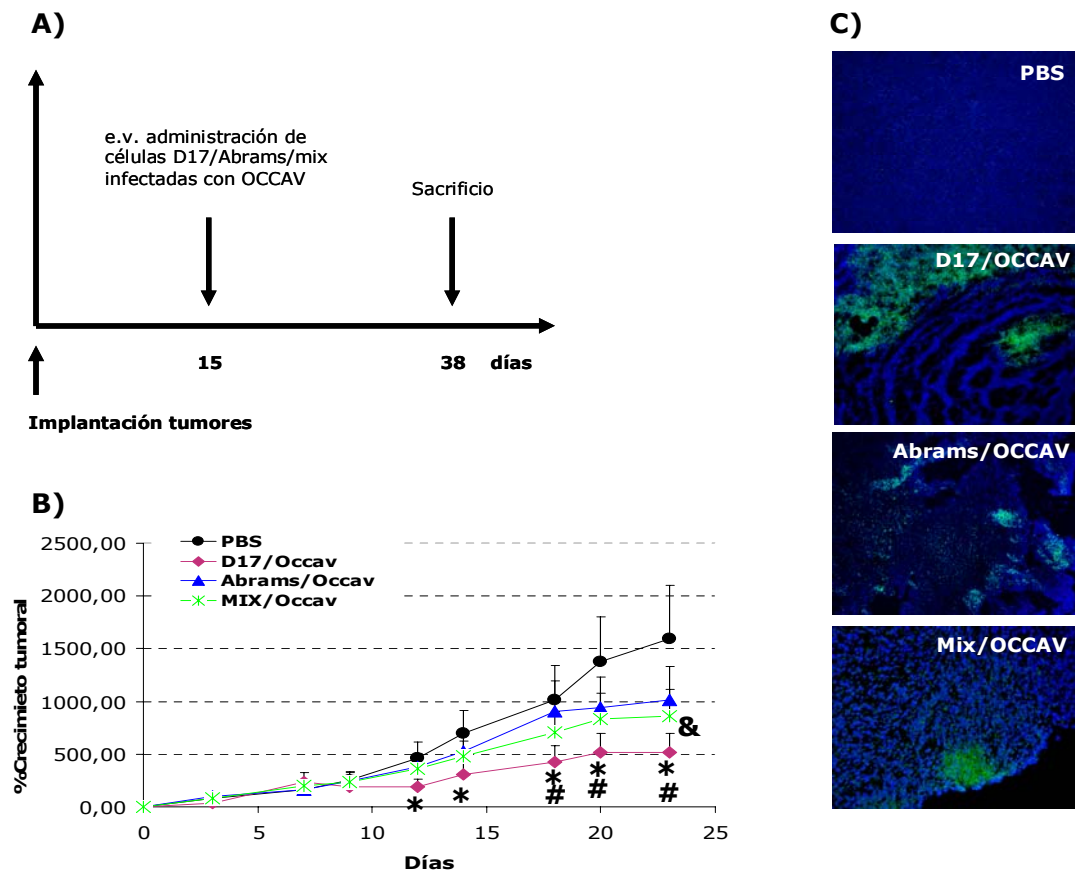 A)
e.v. administración de
células D17/Abrams/mix
infectadas con OCCAV
Sacrificio
15
38 días
Implantación tumores
B)
%Crecimieto tumoral
2500,00
2000,00
1500,00
1000,00
500,00
0,00
PBS
D17/Occav
Abrams/Occav
MIX/Occav
&
* * * * *
# # #
0 5 10 15 20 25
Días
C)
PBS
D17/OCCAV
Abrams/OCCAV
Mix/OCCAV